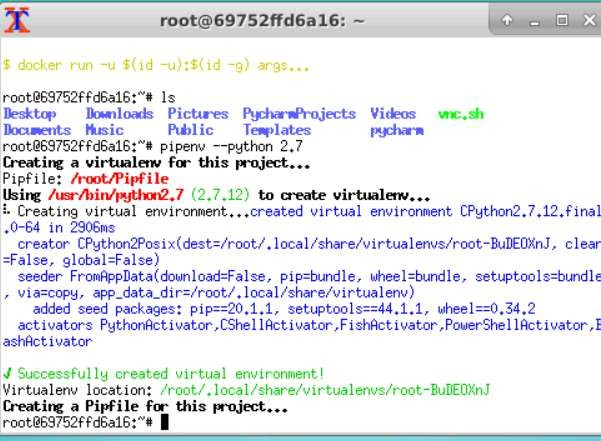 root@69752ffd6a16: ~
$ docker run -u $(id -u):$(id -g) args...
root@69752ffd6a16:~# ls
Desktop Downloads Pictures PycharmProjects Videos vnc.sh
Documents Music Public Templates pycharm
root@69752ffd6a16:~# pipenv --python 2.7
Creating a virtualenv for this project...
Pipfile: /root/Pipfile
Using /usr/bin/python2.7 (2.7.12) to create virtualenv...
⠧ Creating virtual environment...created virtual environment CPython2.7.12.final
.0-64 in 2906ms
creator CPython2Posix(dest=/root/.local/share/virtualenvs/root-BuDEOXnJ, clear
=False, global=False)
seeder FromAppData(download=False, pip=bundle, wheel=bundle, setuptools=bundle
, via=copy, app_data_dir=/root/.local/share/virtualenv)
added seed packages: pip==20.1.1, setuptools==44.1.1, wheel==0.34.2
activators PythonActivator,CShellActivator,FishActivator,PowerShellActivator,B
ashActivator
✔ Successfully created virtual environment!
Virtualenv location: /root/.local/share/virtualenvs/root-BuDEOXnJ
Creating a Pipfile for this project...
root@69752ffd6a16:~#